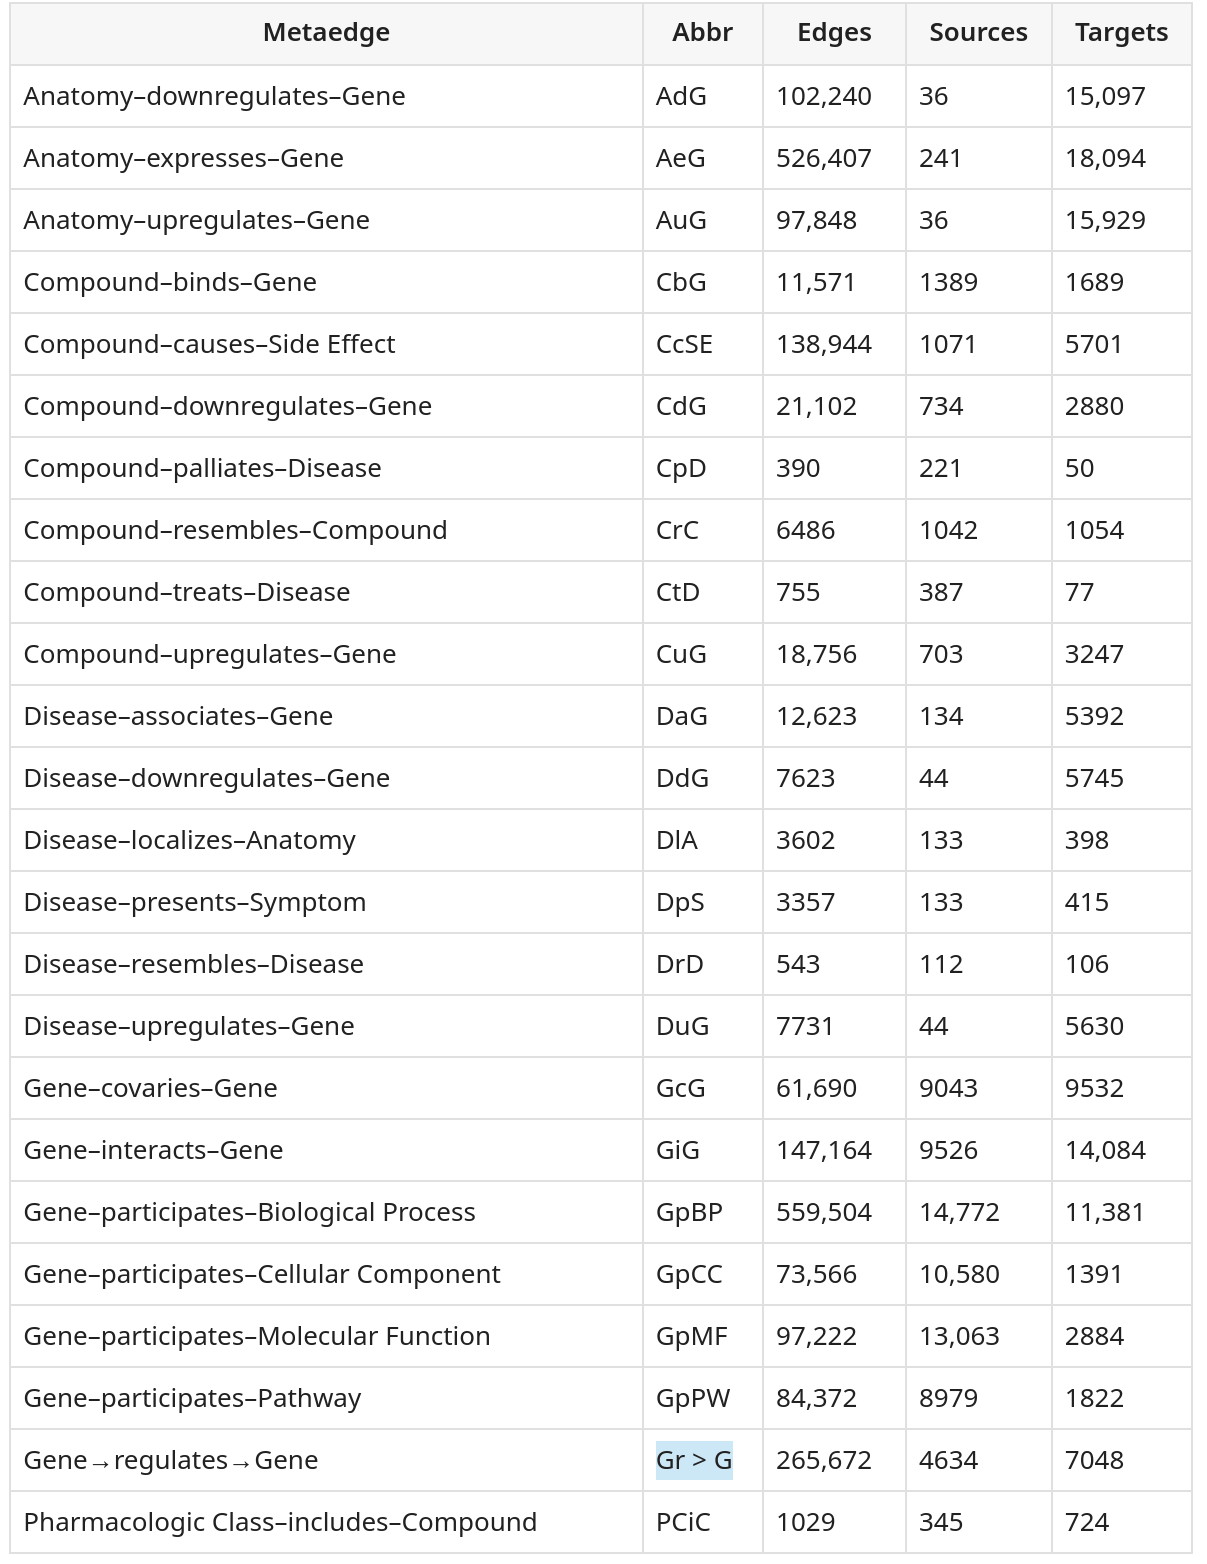 Metaedge Abbr Edges Sources Targets
Anatomy–downregulates–Gene AdG 102,240 36 15,097
Anatomy–expresses–Gene AeG 526,407 241 18,094
Anatomy–upregulates–Gene AuG 97,848 36 15,929
Compound–binds–Gene CbG 11,571 1389 1689
Compound–causes–Side Effect CcSE 138,944 1071 5701
Compound–downregulates–Gene CdG 21,102 734 2880
Compound–palliates–Disease CpD 390 221 50
Compound–resembles–Compound CrC 6486 1042 1054
Compound–treats–Disease CtD 755 387 77
Compound–upregulates–Gene CuG 18,756 703 3247
Disease–associates–Gene DaG 12,623 134 5392
Disease–downregulates–Gene DdG 7623 44 5745
Disease–localizes–Anatomy DlA 3602 133 398
Disease–presents–Symptom DpS 3357 133 415
Disease–resembles–Disease DrD 543 112 106
Disease–upregulates–Gene DuG 7731 44 5630
Gene–covaries–Gene GcG 61,690 9043 9532
Gene–interacts–Gene GiG 147,164 9526 14,084
Gene–participates–Biological Process GpBP 559,504 14,772 11,381
Gene–participates–Cellular Component GpCC 73,566 10,580 1391
Gene–participates–Molecular Function GpMF 97,222 13,063 2884
Gene–participates–Pathway GpPW 84,372 8979 1822
Gene→regulates→Gene Gr > G 265,672 4634 7048
Pharmacologic Class–includes–Compound PCiC 1029 345 724